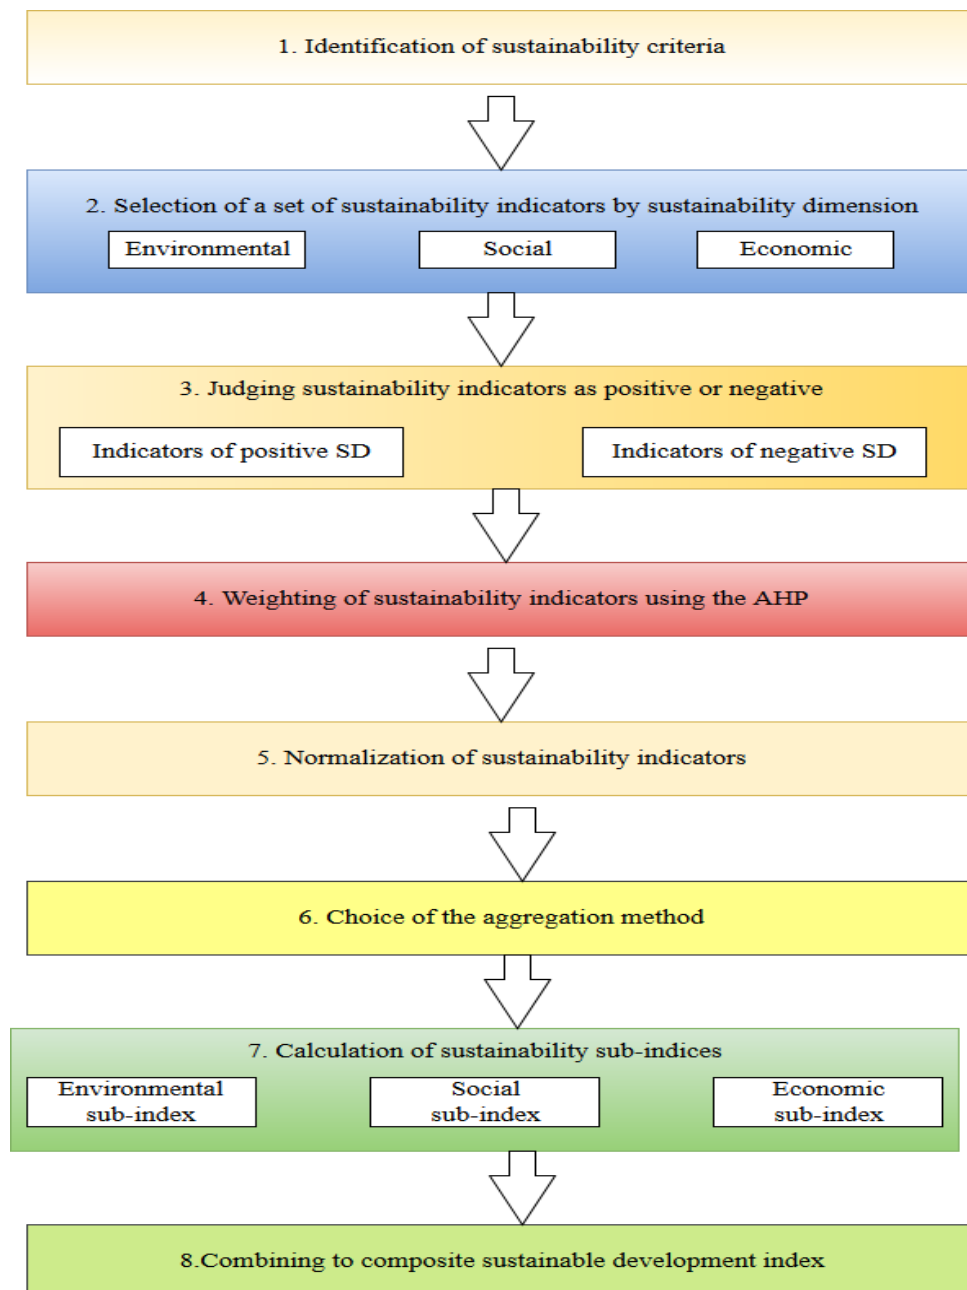 1. Identification of sustainability criteria
2. Selection of a set of sustainability indicators by sustainability dimension
Environmental
Social
Economic
3. Judging sustainability indicators as positive or negative
Indicators of positive SD
Indicators of negative SD
4. Weighting of sustainability indicators using the AHP
5. Normalization of sustainability indicators
6. Choice of the aggregation method
7. Calculation of sustainability sub-indices
Environmental
sub-index
Social
sub-index
Economic
sub-index
8.Combining to composite sustainable development index